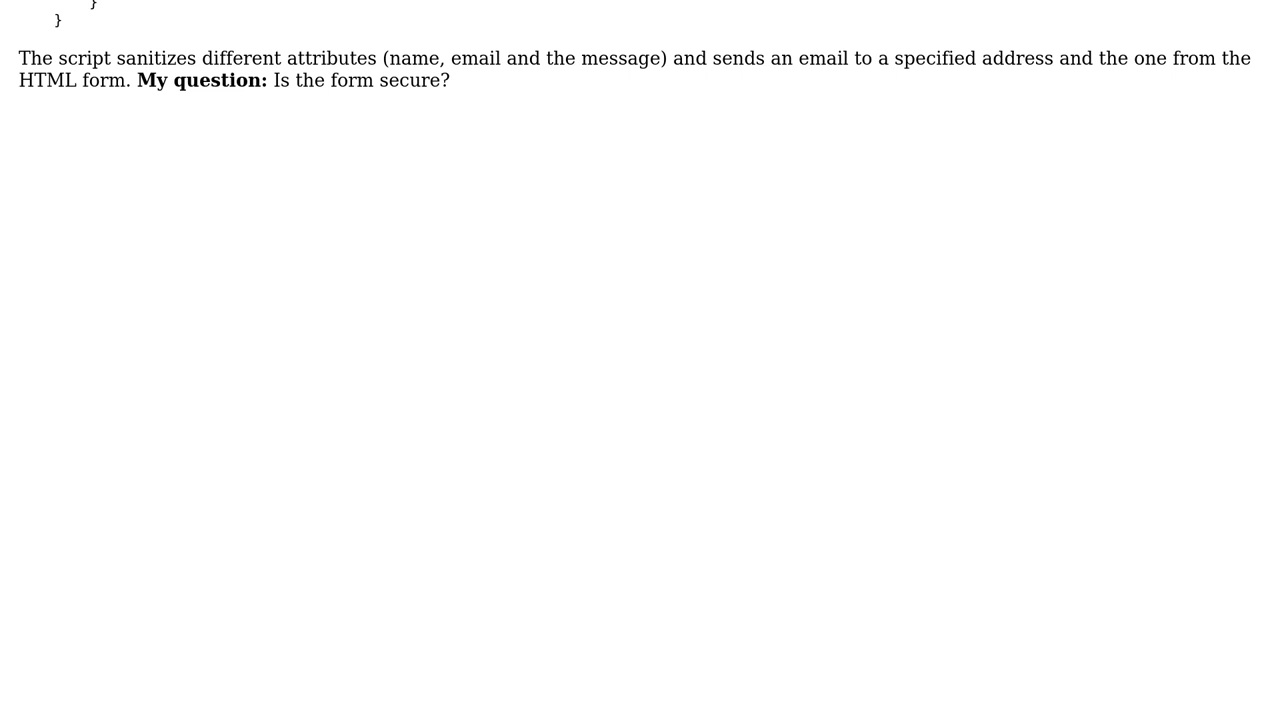 }
}
The script sanitizes different attributes (name, email and the message) and sends an email to a specified address and the one from the
HTML form. My question: Is the form secure?